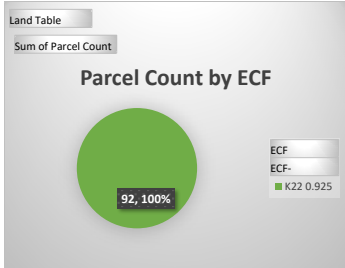 Land Table
Sum of Parcel Count
Parcel Count by ECF
92, 100%
ECF
ECF-
K22 0.925